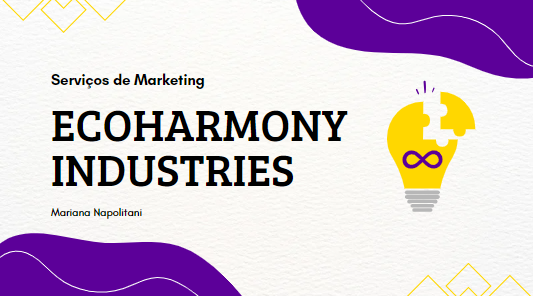 Serviços de Marketing
ECOHARMONY
INDUSTRIES
Mariana Napolitani